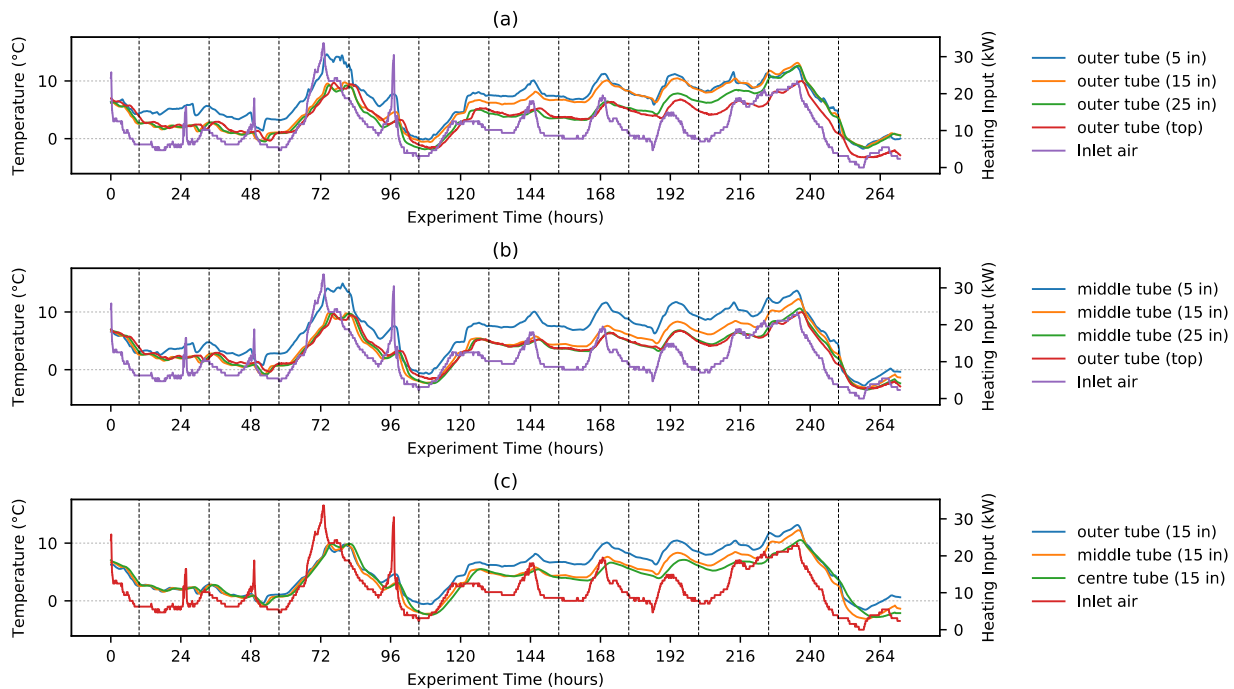 (a)
Temperature (°C)
10
0
30
20
10
0
Heating Input (kW)
0 24 48 72 96 120 144 168 192 216 240 264
Experiment Time (hours)
outer tube (5 in)
outer tube (15 in)
outer tube (25 in)
outer tube (top)
Inlet air
(b)
Temperature (°C)
10
0
30
20
10
0
Heating Input (kW)
0 24 48 72 96 120 144 168 192 216 240 264
Experiment Time (hours)
middle tube (5 in)
middle tube (15 in)
middle tube (25 in)
outer tube (top)
Inlet air
(c)
Temperature (°C)
10
0
30
20
10
0
Heating Input (kW)
0 24 48 72 96 120 144 168 192 216 240 264
Experiment Time (hours)
outer tube (15 in)
middle tube (15 in)
centre tube (15 in)
Inlet air